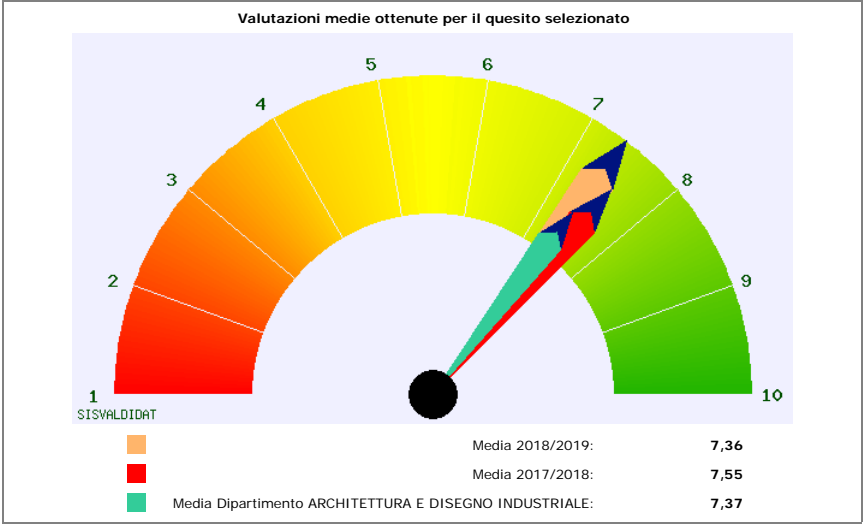 Valutazioni medie ottenute per il quesito selezionato
1
2
3
4
5
6
7
8
9
10
SISVALDIDAT
Media 2018/2019: 7,36
Media 2017/2018: 7,55
Media Dipartimento ARCHITETTURA E DISEGNO INDUSTRIALE: 7,37